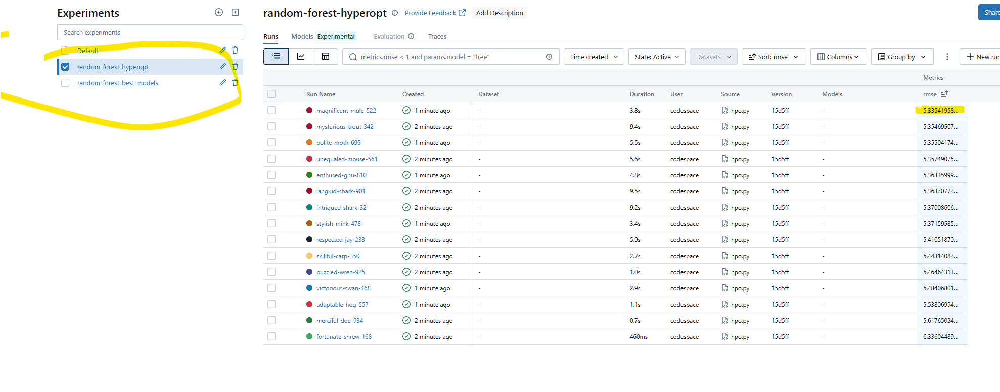 Experiments
Search experiments
Default
random-forest-hyperopt
random-forest-best-models
random-forest-hyperopt Provide Feedback Add Description
Share
Runs Models Experimental Evaluation Traces
metrics.rmse < 1 and params.model = "tree" Time created State: Active Datasets Sort: rmse Columns Group by New run
Metrics
Run Name Created Dataset Duration User Source Version Models rmse
magnificent-mule-522 1 minute ago - 3.8s codespace hpo.py 15d5ff - 5.33541958...
mysterious-trout-342 2 minutes ago - 9.4s codespace hpo.py 15d5ff - 5.35469507...
polite-moth-695 1 minute ago - 5.5s codespace hpo.py 15d5ff - 5.35504174...
unequaled-mouse-561 2 minutes ago - 5.6s codespace hpo.py 15d5ff - 5.35749075...
enthused-gnu-810 1 minute ago - 4.8s codespace hpo.py 15d5ff - 5.36335999...
languid-shark-901 2 minutes ago - 9.5s codespace hpo.py 15d5ff - 5.36370772...
intrigued-shark-32 2 minutes ago - 9.2s codespace hpo.py 15d5ff - 5.37008606...
stylish-mink-478 1 minute ago - 3.4s codespace hpo.py 15d5ff - 5.37159585...
respected-jay-233 2 minutes ago - 5.9s codespace hpo.py 15d5ff - 5.41051870...
skillful-carp-350 2 minutes ago - 2.7s codespace hpo.py 15d5ff - 5.44314082...
puzzled-wren-925 2 minutes ago - 1.0s codespace hpo.py 15d5ff - 5.46464313...
victorious-swan-468 1 minute ago - 2.9s codespace hpo.py 15d5ff - 5.48406801...
adaptable-hog-557 1 minute ago - 1.1s codespace hpo.py 15d5ff - 5.53806994...
merciful-doe-934 2 minutes ago - 0.7s codespace hpo.py 15d5ff - 5.61765024...
fortunate-shrew-168 2 minutes ago - 460ms codespace hpo.py 15d5ff - 6.33604489...